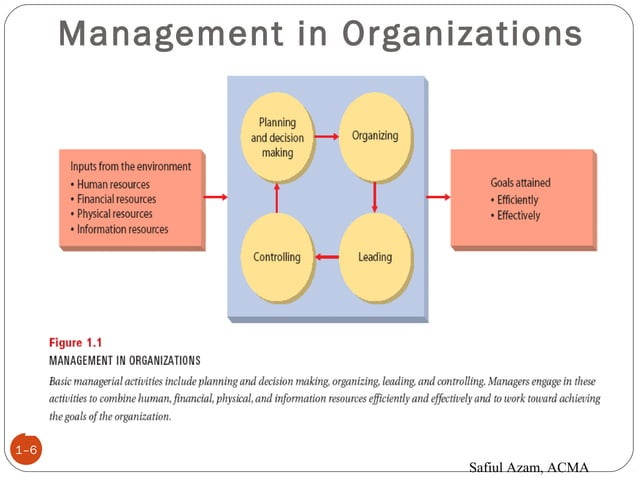 Management in Organizations
Inputs from the environment
• Human resources
• Financial resources
• Physical resources
• Information resources
Planning
and decision
making
Organizing
Controlling
Leading
Goals attained
• Efficiently
• Effectively
Figure 1.1
MANAGEMENT IN ORGANIZATIONS
Basic managerial activities include planning and decision making, organizing, leading, and controlling. Managers engage in these
activities to combine human, financial, physical, and information resources efficiently and effectively and to work toward achieving
the goals of the organization.
1–6
Safiul Azam, ACMA